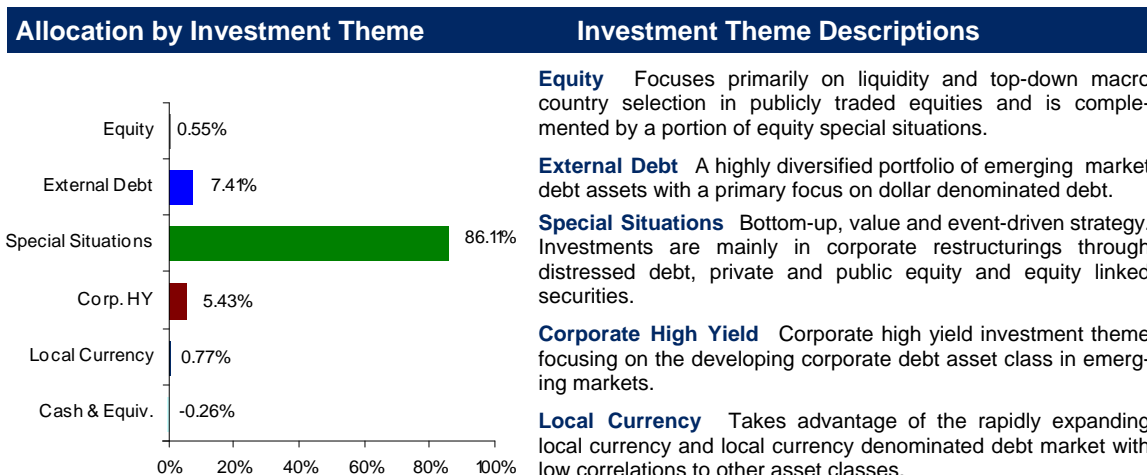 Allocation by Investment Theme
Equity 0.55%
External Debt 7.41%
Special Situations 86.11%
Corp. HY 5.43%
Local Currency 0.77%
Cash & Equiv. -0.26%
0% 20% 40% 60% 80% 100%
Investment Theme Descriptions
Equity Focuses primarily on liquidity and top-down macro
country selection in publicly traded equities and is comple-
mented by a portion of equity special situations.
External Debt A highly diversified portfolio of emerging market
debt assets with a primary focus on dollar denominated debt.
Special Situations Bottom-up, value and event-driven strategy.
Investments are mainly in corporate restructurings through
distressed debt, private and public equity and equity linked
securities.
Corporate High Yield Corporate high yield investment theme
focusing on the developing corporate debt asset class in emerg-
ing markets.
Local Currency Takes advantage of the rapidly expanding
local currency and local currency denominated debt market with
low correlations to other asset classes.